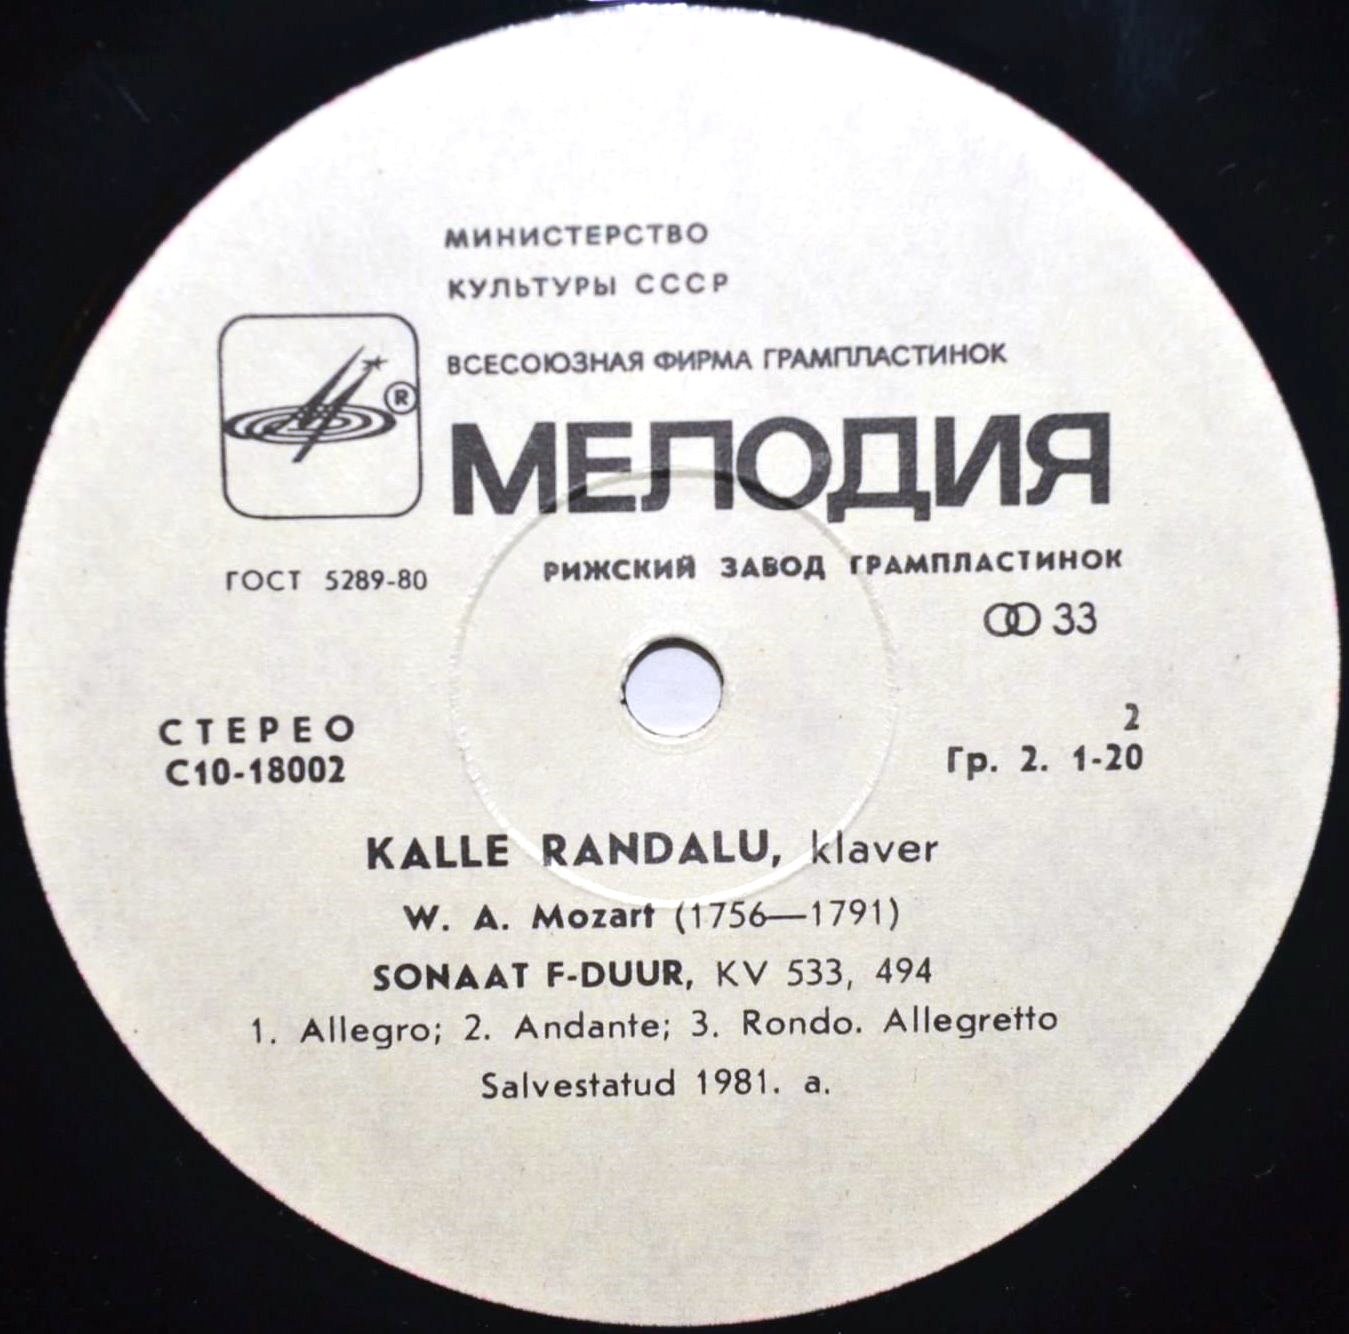 МИНИСТЕРСТВО
КУЛЬТУРЫ СССР
ВСЕСОЮЗНАЯ ФИРМА ГРАМПЛАСТИНОК
®
МЕЛОДИЯ
ГОСТ 5289-80
РИЖСКИЙ ЗАВОД ГРАМПЛАСТИНОК
33
СТЕРЕО
2
С10-18002
Гр. 2. 1-20
KALLE RANDALU, klaver
W. A. Mozart (1756—1791)
SONAAT F-DUUR, KV 533, 494
1. Allegro; 2. Andante; 3. Rondo. Allegretto
Salvestatud 1981. a.